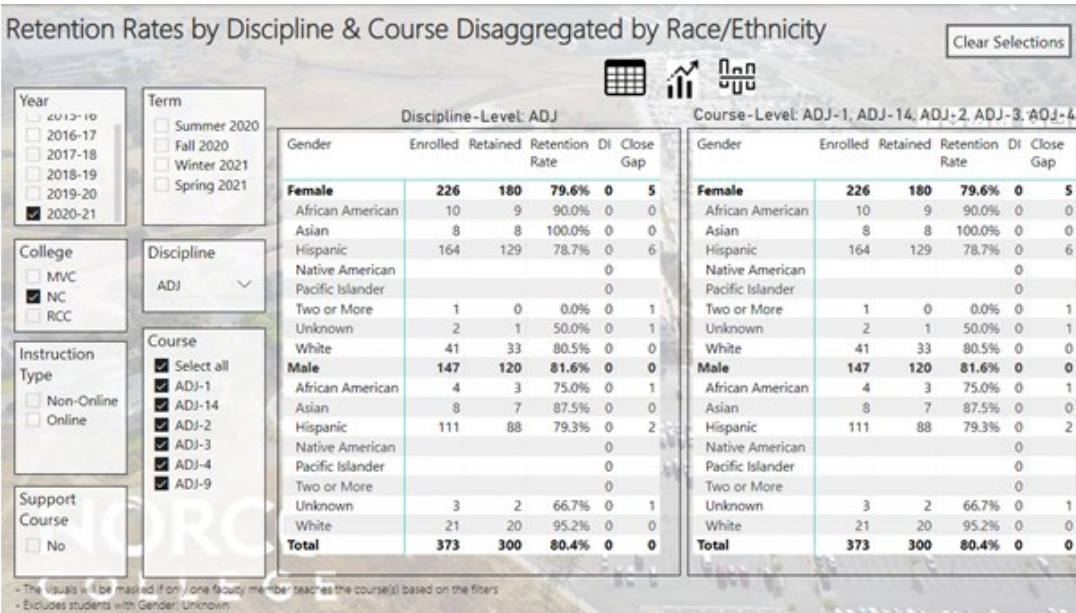 Retention Rates by Discipline & Course Disaggregated by Race/Ethnicity
Clear Selections
Year
2015-16
2016-17
2017-18
2018-19
2019-20
2020-21
Term
Summer 2020
Fall 2020
Winter 2021
Spring 2021
College
MVC
NC
RCC
Discipline
ADJ
Instruction
Type
Non-Online
Online
Course
Select all
ADJ-1
ADJ-14
ADJ-2
ADJ-3
ADJ-4
ADJ-9
Support
Course
No
Discipline-Level: ADJ
Gender Enrolled Retained Retention Rate DI Close Gap
Female 226 180 79.6% 0 5
African American 10 9 90.0% 0 0
Asian 8 8 100.0% 0 0
Hispanic 164 129 78.7% 0 6
Native American 0
Pacific Islander 0
Two or More 1 0 0.0% 0 1
Unknown 2 1 50.0% 0 1
White 41 33 80.5% 0 0
Male 147 120 81.6% 0 0
African American 4 3 75.0% 0 1
Asian 8 7 87.5% 0 0
Hispanic 111 88 79.3% 0 2
Native American 0
Pacific Islander 0
Two or More 0
Unknown 3 2 66.7% 0 1
White 21 20 95.2% 0 0
Total 373 300 80.4% 0 0
Course-Level: ADJ-1, ADJ-14, ADJ-2, ADJ-3, ADJ-4
Gender Enrolled Retained Retention Rate DI Close Gap
Female 226 180 79.6% 0 5
African American 10 9 90.0% 0 0
Asian 8 8 100.0% 0 0
Hispanic 164 129 78.7% 0 6
Native American 0
Pacific Islander 0
Two or More 1 0 0.0% 0 1
Unknown 2 1 50.0% 0 1
White 41 33 80.5% 0 0
Male 147 120 81.6% 0 0
African American 4 3 75.0% 0 1
Asian 8 7 87.5% 0 0
Hispanic 111 88 79.3% 0 2
Native American 0
Pacific Islander 0
Two or More 0
Unknown 3 2 66.7% 0 1
White 21 20 95.2% 0 0
Total 373 300 80.4% 0 0
NORCO
COLLEGE
- The visuals will be masked if only one faculty member teaches the course(s) based on the filters
- Excludes students with Gender: Unknown